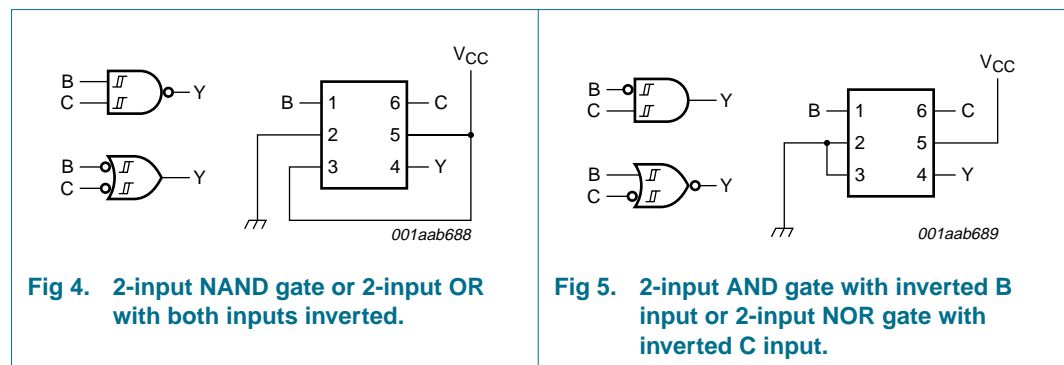 B
C
Y
B
C
Y
VCC
B 1 6 C
2 5
3 4 Y
001aab688
Fig 4. 2-input NAND gate or 2-input OR
with both inputs inverted.
B
C
Y
B
C
Y
VCC
B 1 6 C
2 5
3 4 Y
001aab689
Fig 5. 2-input AND gate with inverted B
input or 2-input NOR gate with
inverted C input.